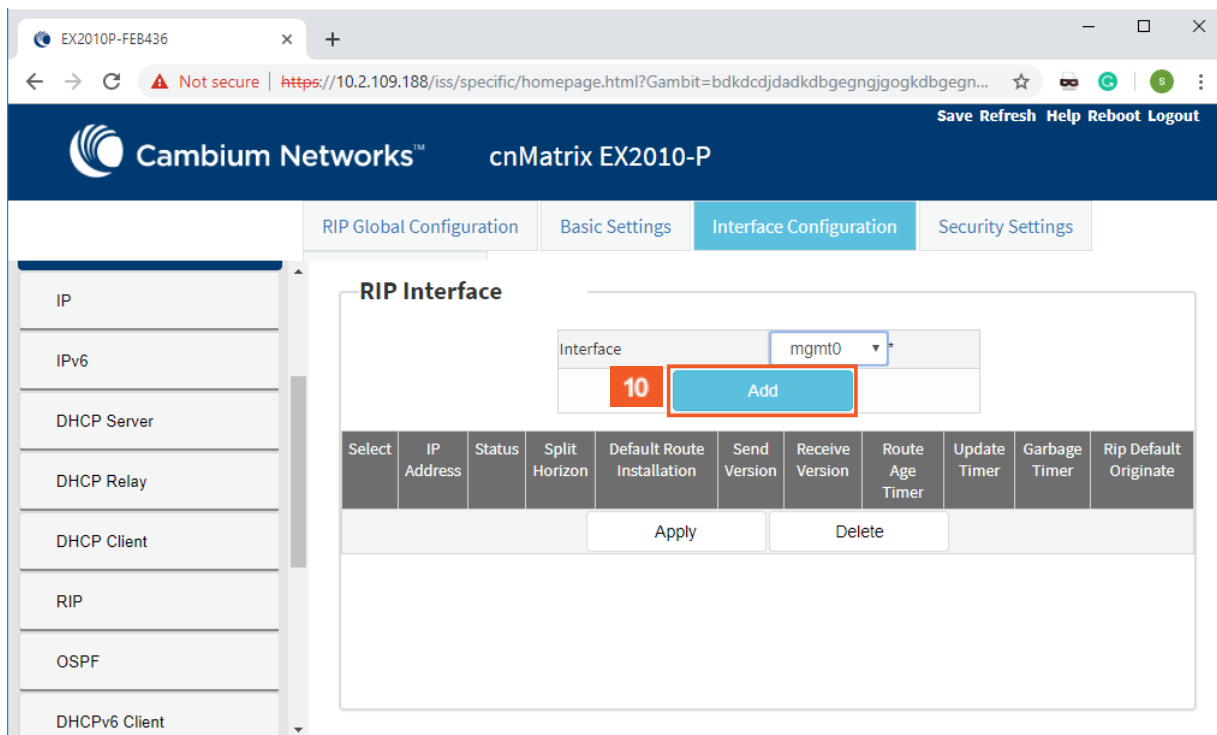 EX2010P-FEB436
Not secure | https://10.2.109.188/iss/specific/homepage.html?Gambit=bdkdcdjdadkdbgegngjgogkdbgegn...
G
s
Save Refresh Help Reboot Logout
Cambium Networks™
cnMatrix EX2010-P
RIP Global Configuration
Basic Settings
Interface Configuration
Security Settings
IP
IPv6
DHCP Server
DHCP Relay
DHCP Client
RIP
OSPF
DHCPv6 Client
RIP Interface
Interface
mgmt0
*
10
Add
Select
IP Address
Status
Split Horizon
Default Route Installation
Send Version
Receive Version
Route Age Timer
Update Timer
Garbage Timer
Rip Default Originate
Apply
Delete